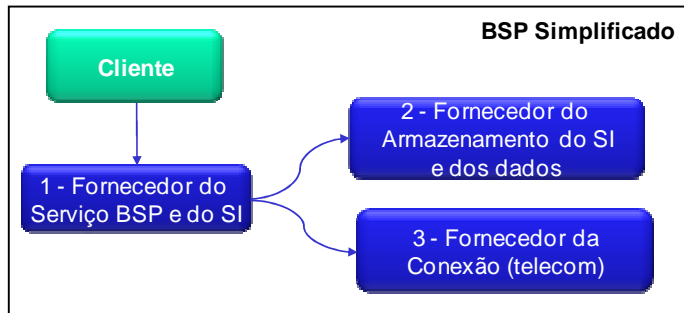 BSP Simplificado
Cliente
1 - Fornecedor do
Serviço BSP e do SI
2 - Fornecedor do
Armazenamento do SI
e dos dados
3 - Fornecedor da
Conexão (telecom)